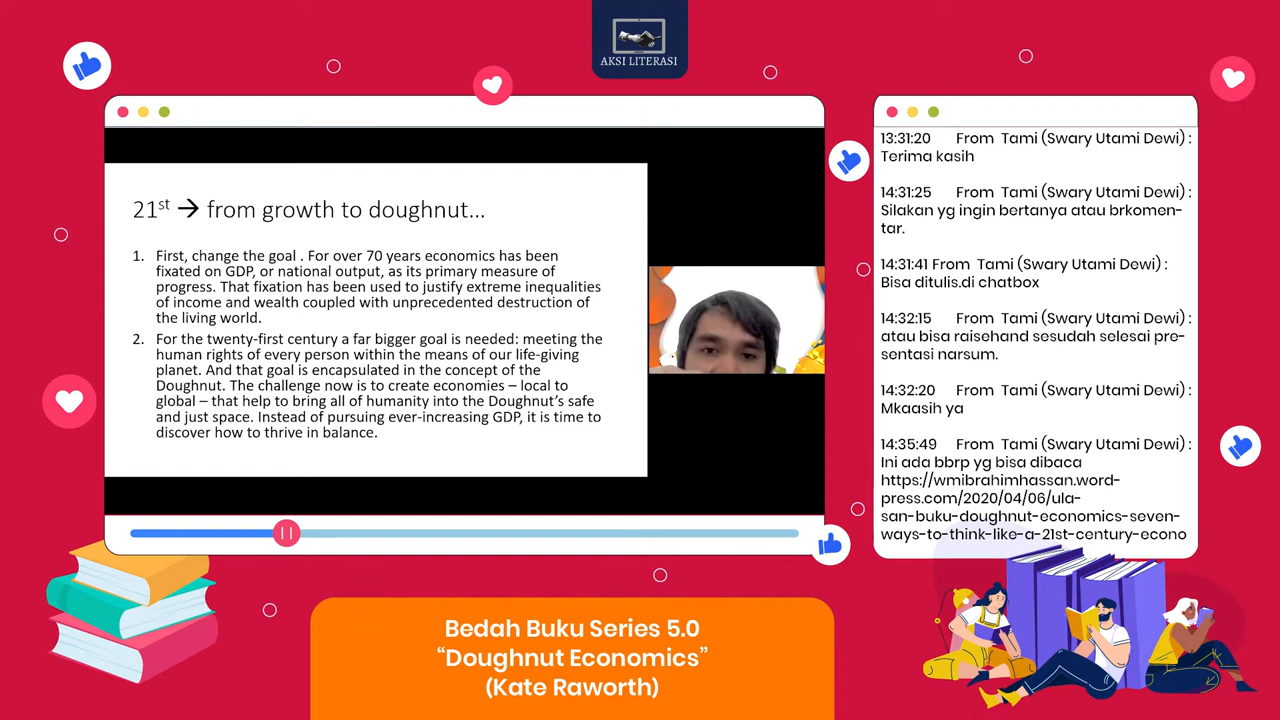 AKSI LITERASI
21st → from growth to doughnut...
1. First, change the goal . For over 70 years economics has been
fixated on GDP, or national output, as its primary measure of
progress. That fixation has been used to justify extreme inequalities
of income and wealth coupled with unprecedented destruction of
the living world.
2. For the twenty-first century a far bigger goal is needed: meeting the
human rights of every person within the means of our life-giving
planet. And that goal is encapsulated in the concept of the
Doughnut. The challenge now is to create economies – local to
global – that help to bring all of humanity into the Doughnut’s safe
and just space. Instead of pursuing ever-increasing GDP, it is time to
discover how to thrive in balance.
13:31:20 From Tami (Swary Utami Dewi) :
Terima kasih
14:31:25 From Tami (Swary Utami Dewi) :
Silakan yg ingin bertanya atau brkomen-
tar.
14:31:41 From Tami (Swary Utami Dewi) :
Bisa ditulis.di chatbox
14:32:15 From Tami (Swary Utami Dewi) :
atau bisa raisehand sesudah selesai pre-
sentasi narsum.
14:32:20 From Tami (Swary Utami Dewi) :
Mkaasih ya
14:35:49 From Tami (Swary Utami Dewi) :
Ini ada bbrp yg bisa dibaca
https://wmibrahimhassan.word-
press.com/2020/04/06/ula-
san-buku-doughnut-economics-seven-
ways-to-think-like-a-21st-century-econo
Bedah Buku Series 5.0
“Doughnut Economics”
(Kate Raworth)